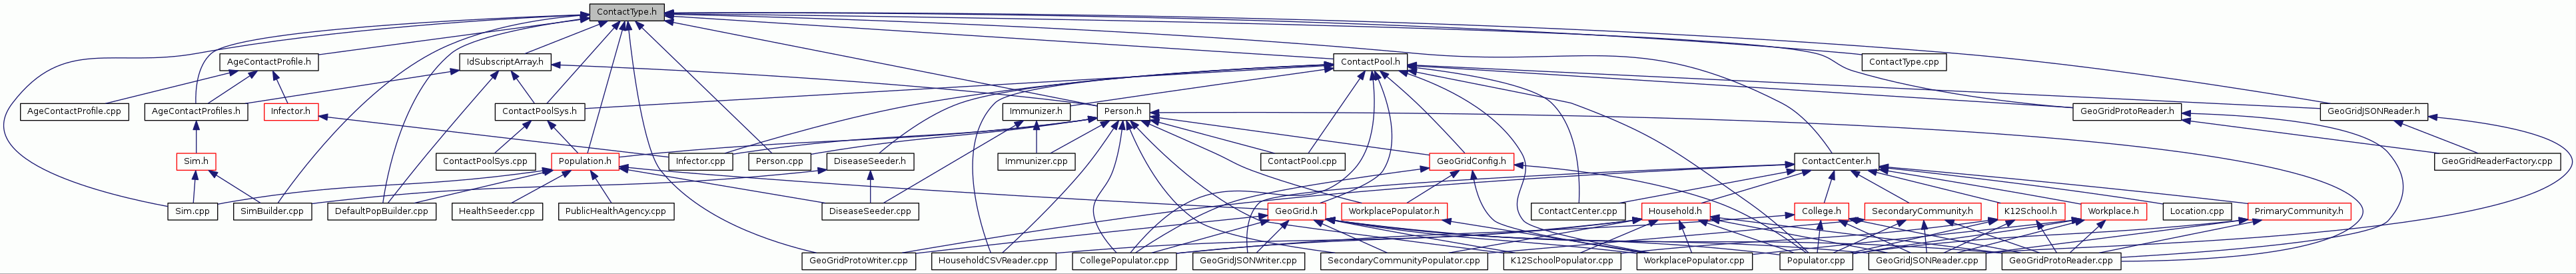 ContactType.h
AgeContactProfile.h
IdSubscriptArray.h
ContactPool.h
ContactType.cpp
AgeContactProfile.cpp
AgeContactProfiles.h
Infector.h
ContactPoolSys.h
Immunizer.h
Person.h
GeoGridProtoReader.h
GeoGridJSONReader.h
Sim.h
ContactPoolSys.cpp
Population.h
Infector.cpp
Person.cpp
DiseaseSeeder.h
Immunizer.cpp
ContactPool.cpp
GeoGridConfig.h
ContactCenter.h
GeoGridReaderFactory.cpp
Sim.cpp
SimBuilder.cpp
DefaultPopBuilder.cpp
HealthSeeder.cpp
PublicHealthAgency.cpp
DiseaseSeeder.cpp
GeoGrid.h
WorkplacePopulator.h
ContactCenter.cpp
Household.h
College.h
SecondaryCommunity.h
K12School.h
Workplace.h
Location.cpp
PrimaryCommunity.h
GeoGridProtoWriter.cpp
HouseholdCSVReader.cpp
CollegePopulator.cpp
GeoGridJSONWriter.cpp
SecondaryCommunityPopulator.cpp
K12SchoolPopulator.cpp
WorkplacePopulator.cpp
Populator.cpp
GeoGridJSONReader.cpp
GeoGridProtoReader.cpp